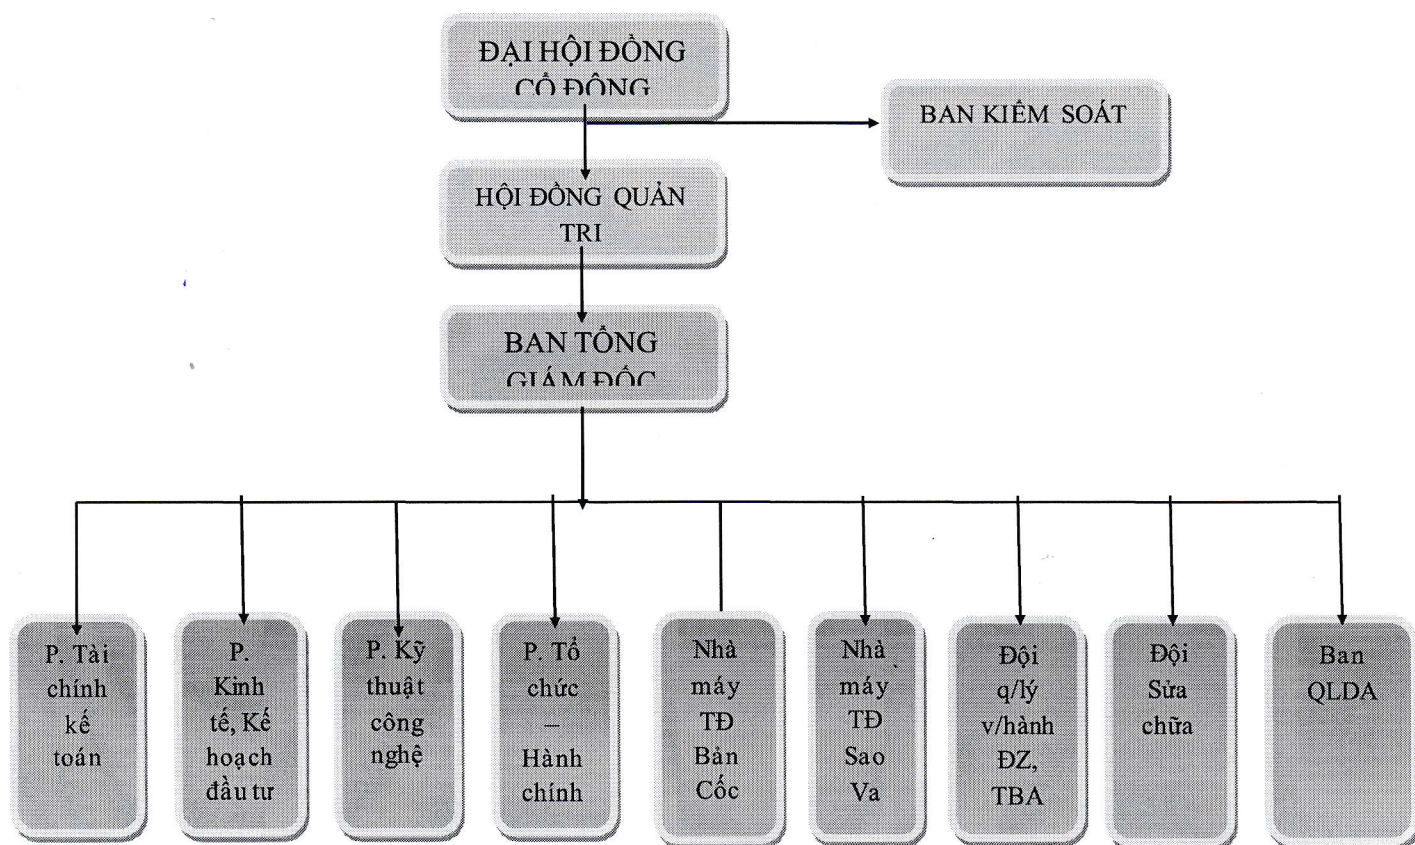 ĐẠI HỘI ĐỒNG
CỔ ĐÔNG
BAN KIỂM SOÁT
HỘI ĐỒNG QUẢN
TRI
BAN TỔNG
GIÁM ĐỐC
P. Tài
chính
kế
toán
P.
Kinh
tế, Kế
hoạch
đầu tư
P. Kỹ
thuật
công
nghệ
P. Tổ
chức
–
Hành
chính
Nhà
máy
TĐ
Bản
Cốc
Nhà
máy
TĐ
Sao
Va
Đội
q/lý
v/hành
ĐZ,
TBA
Đội
Sửa
chữa
Ban
QLDA